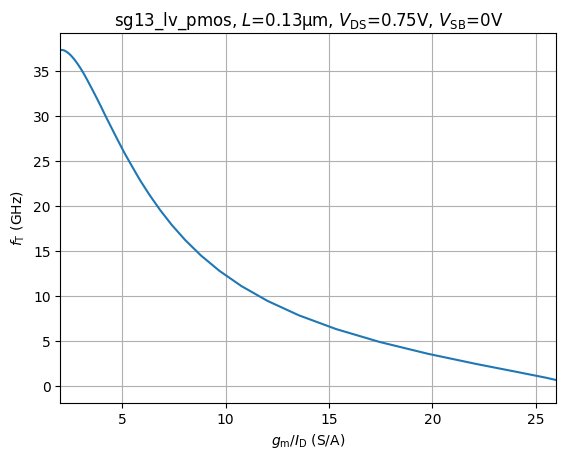 sg13_lv_pmos, L=0.13µm, V_DS=0.75V, V_SB=0V
f_T (GHz)
35
30
25
20
15
10
5
0
5 10 15 20 25
g_m/I_D (S/A)